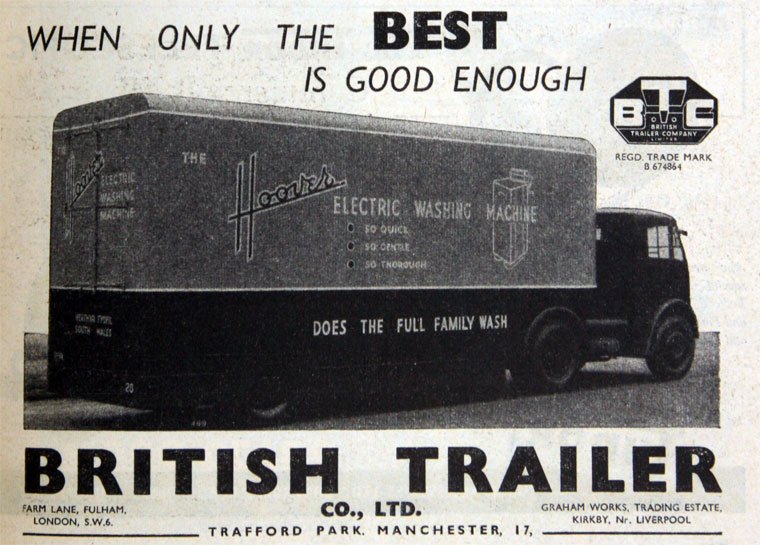 WHEN ONLY THE BEST
IS GOOD ENOUGH
BTC
BRITISH
TRAILER COMPANY
LIMITED
REGD. TRADE MARK
B 674864
THE Hoover
ELECTRIC WASHING MACHINE
SO QUICK
SO GENTLE
SO THOROUGH
Hoover
ELECTRIC
WASHING
MACHINE
DOES THE FULL FAMILY WASH
MERTHYR TYDFIL
SOUTH WALES
20
BRITISH TRAILER
CO., LTD.
FARM LANE, FULHAM,
LONDON, S.W.6.
GRAHAM WORKS, TRADING ESTATE,
KIRKBY, Nr. LIVERPOOL
TRAFFORD PARK, MANCHESTER, 17,